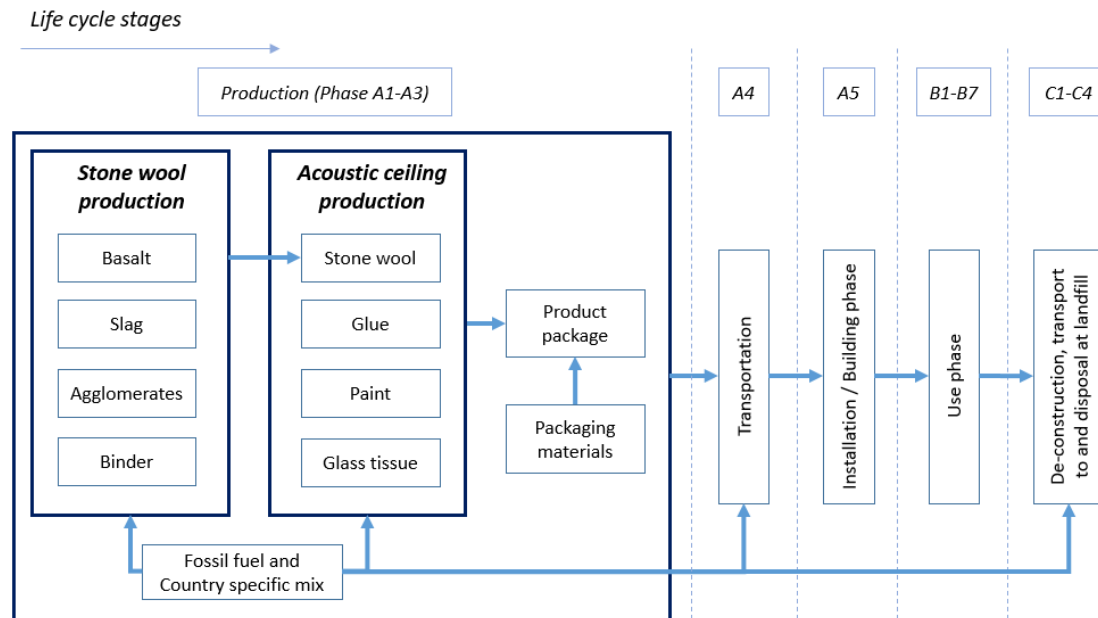 Life cycle stages
Production (Phase A1-A3)
A4
A5
B1-B7
C1-C4
Stone wool
production
Basalt
Slag
Agglomerates
Binder
Acoustic ceiling
production
Stone wool
Glue
Paint
Glass tissue
Product
package
Packaging
materials
Fossil fuel and
Country specific mix
Transportation
Installation / Building phase
Use phase
De-construction, transport
to and disposal at landfill